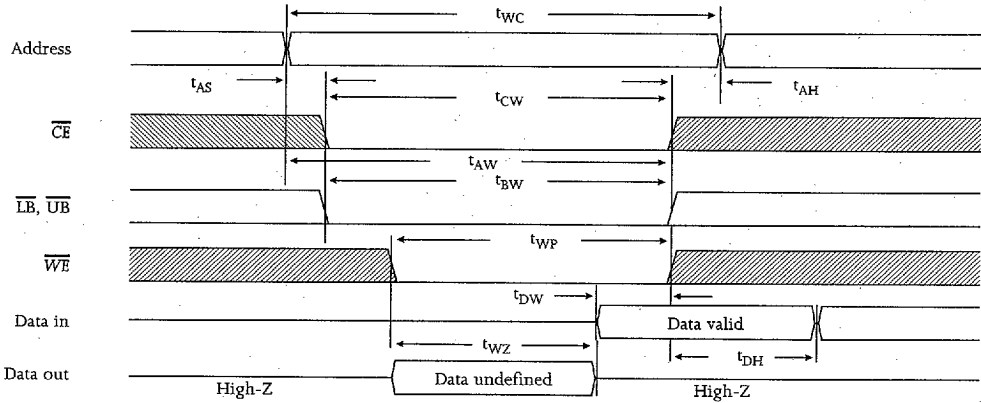 tWC
Address
tAS
tCW
tAH
CE
tAW
tBW
LB, UB
tWP
WE
tDW
Data in
Data valid
tWZ
tDH
Data out
Data undefined
High-Z
High-Z